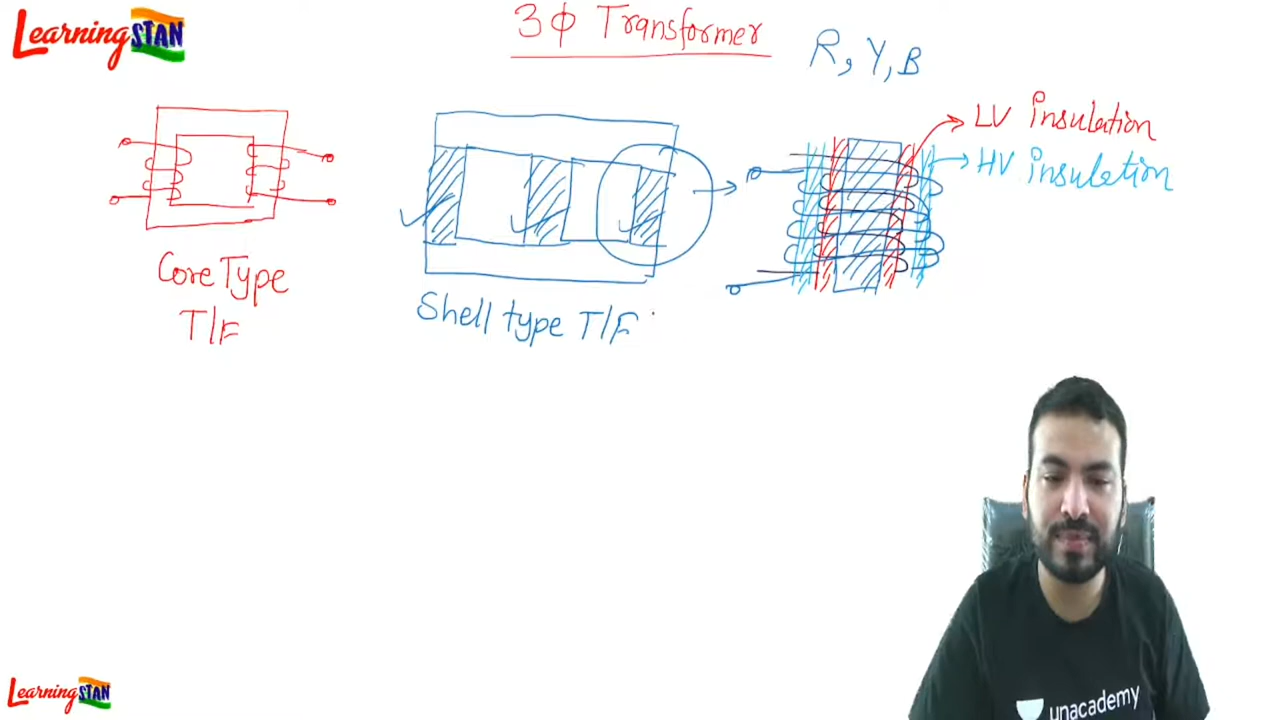 LearningSTAN
3ϕ Transformer
R, Y, B
LV insulation
HV insulation
Core Type
T/F
Shell type T/F
unacademy
LearningSTAN